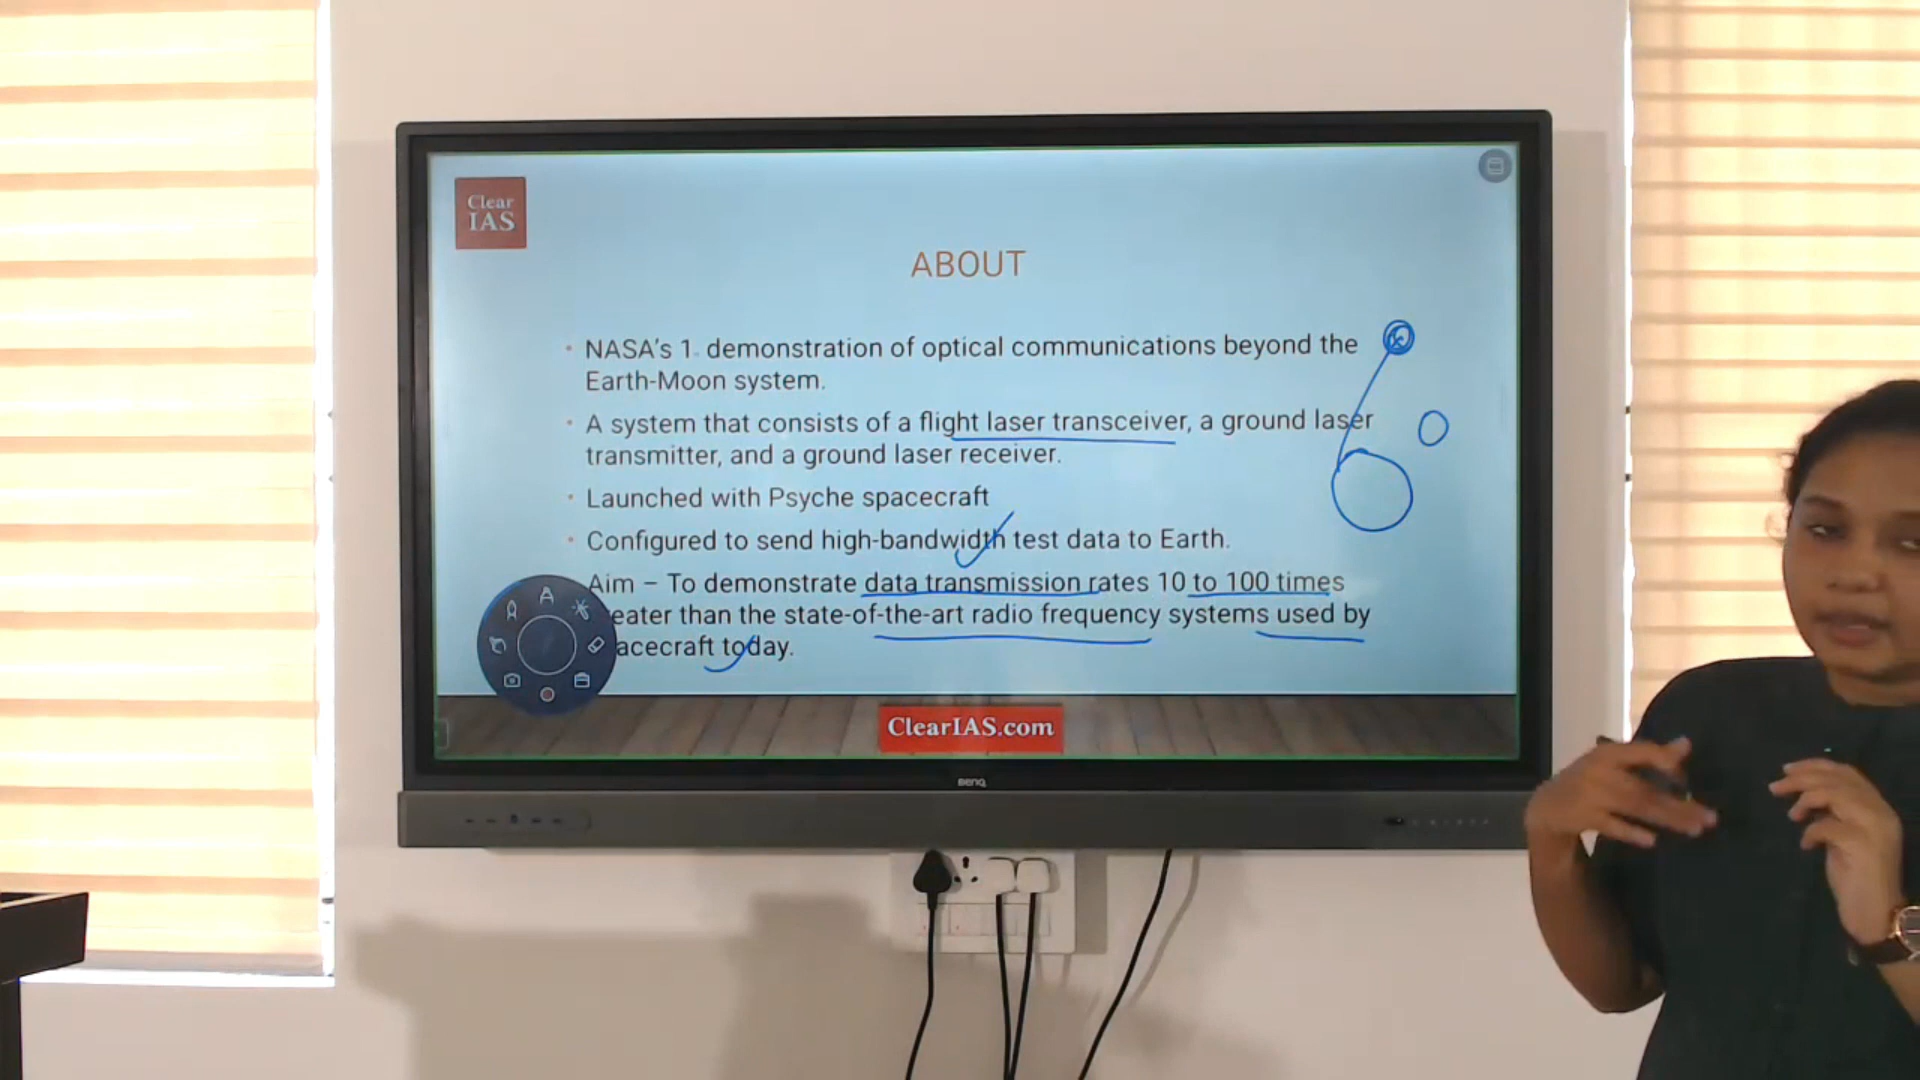 Clear
IAS
ABOUT
• NASA's 1. demonstration of optical communications beyond the
Earth-Moon system.
• A system that consists of a flight laser transceiver, a ground laser
transmitter, and a ground laser receiver.
• Launched with Psyche spacecraft
• Configured to send high-bandwidth test data to Earth.
Aim – To demonstrate data transmission rates 10 to 100 times
eater than the state-of-the-art radio frequency systems used by
acecraft today.
ClearIAS.com
BenQ